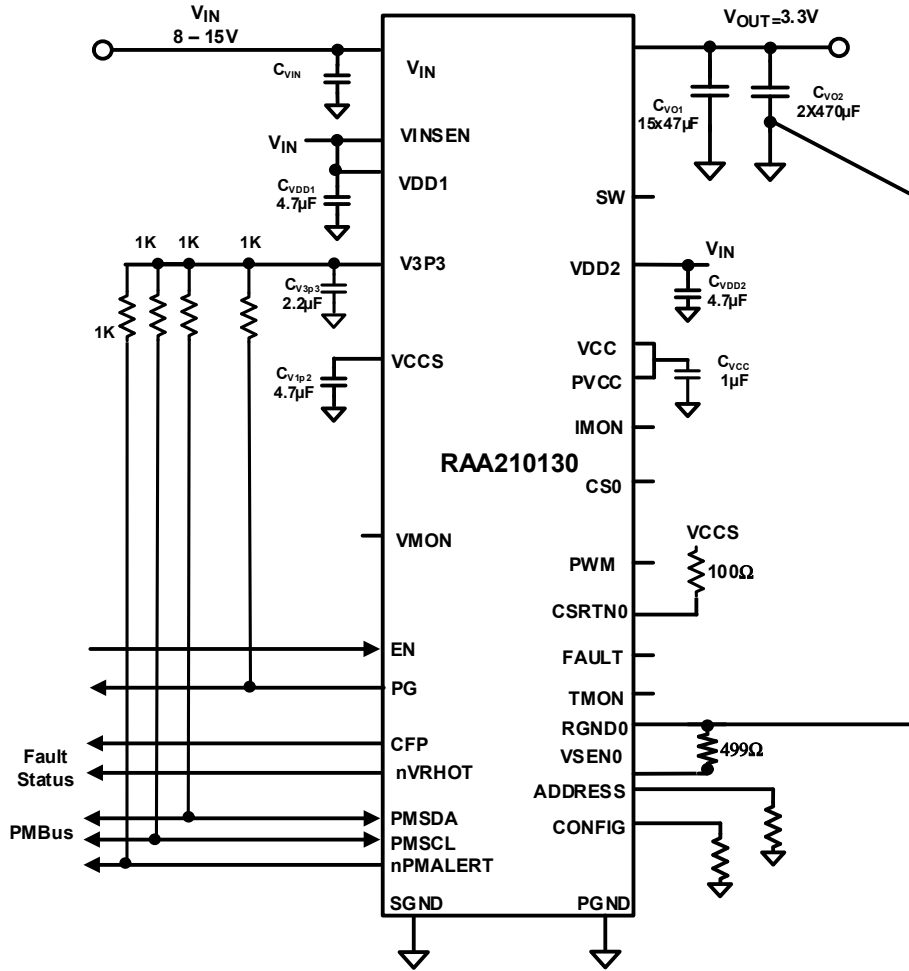 VIN
8 – 15V
CVIN
VIN
VIN
VINSEN
VDD1
CVDD1
4.7µF
1K
1K
1K
1K
V3P3
CV3p3
2.2µF
VCCS
CV1p2
4.7µF
VMON
EN
PG
CFP
nVRHOT
Fault
Status
PMBus
PMSDA
PMSCL
nPMALERT
SGND
RAA210130
VOUT=3.3V
CVO1
15x47µF
CVO2
2X470µF
SW
VDD2
VIN
CVDD2
4.7µF
VCC
PVCC
CVCC
1µF
IMON
CS0
VCCS
100Ω
PWM
CSRTN0
FAULT
TMON
RGND0
VSEN0
499Ω
ADDRESS
CONFIG
PGND